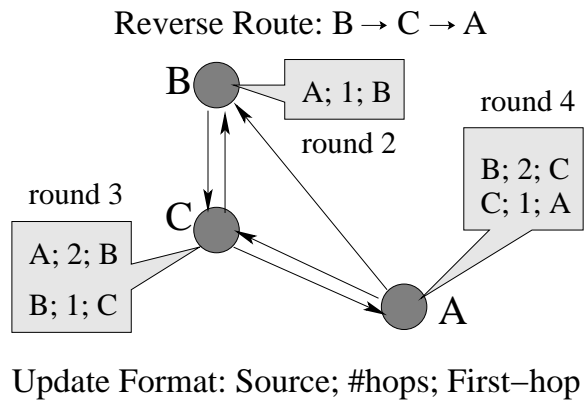 Reverse Route: B → C → A
B
A; 1; B
round 2
round 4
B; 2; C
C; 1; A
round 3
A; 2; B
B; 1; C
C
A
Update Format: Source; #hops; First−hop